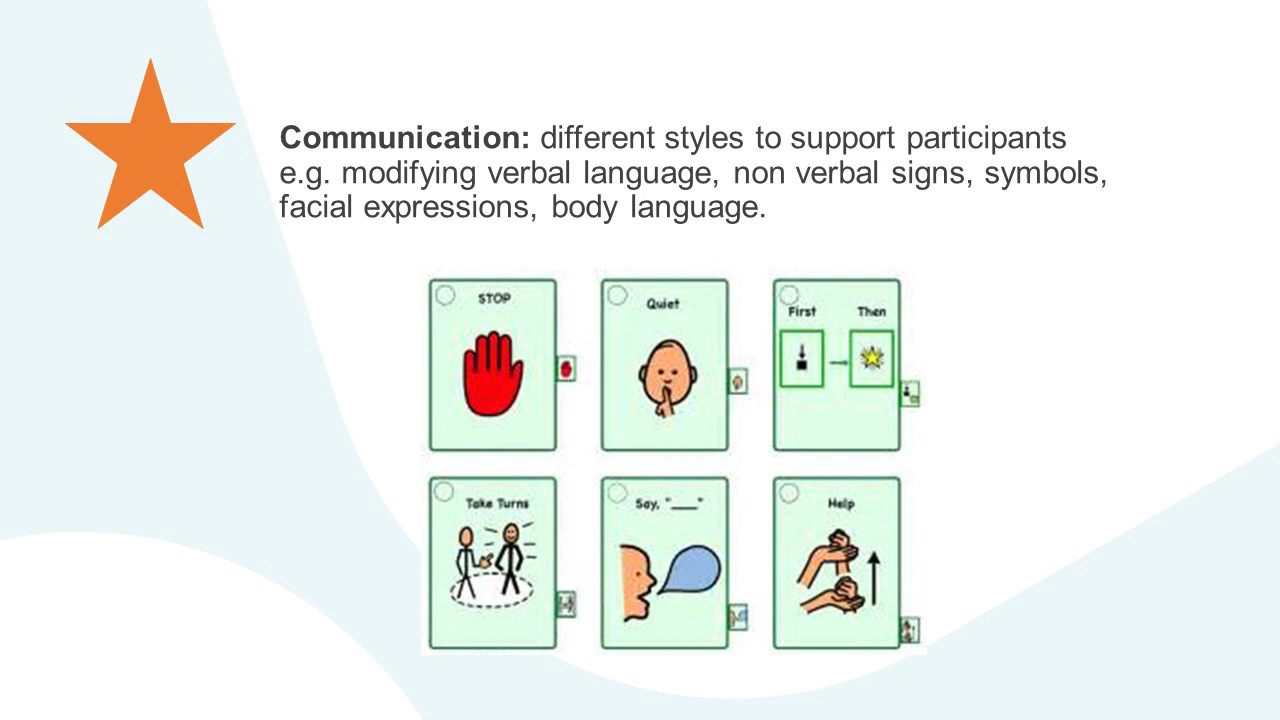 Communication: different styles to support participants
e.g. modifying verbal language, non verbal signs, symbols,
facial expressions, body language.
STOP
Quiet
First Then
Take Turns
Say, "___"
Help